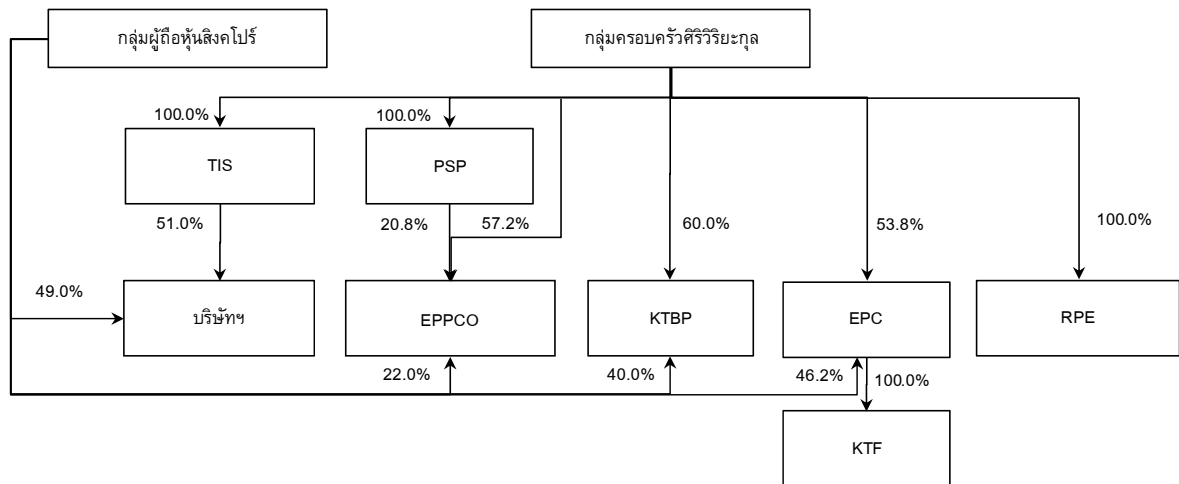 กลุ่มผู้ถือหุ้นสิงคโปร์
กลุ่มครอบครัวศิริวิริยะกุล
100.0%
100.0%
TIS
PSP
51.0%
20.8%
57.2%
60.0%
53.8%
100.0%
49.0%
บริษัทฯ
EPPCO
KTBP
EPC
RPE
22.0%
40.0%
46.2%
100.0%
KTF